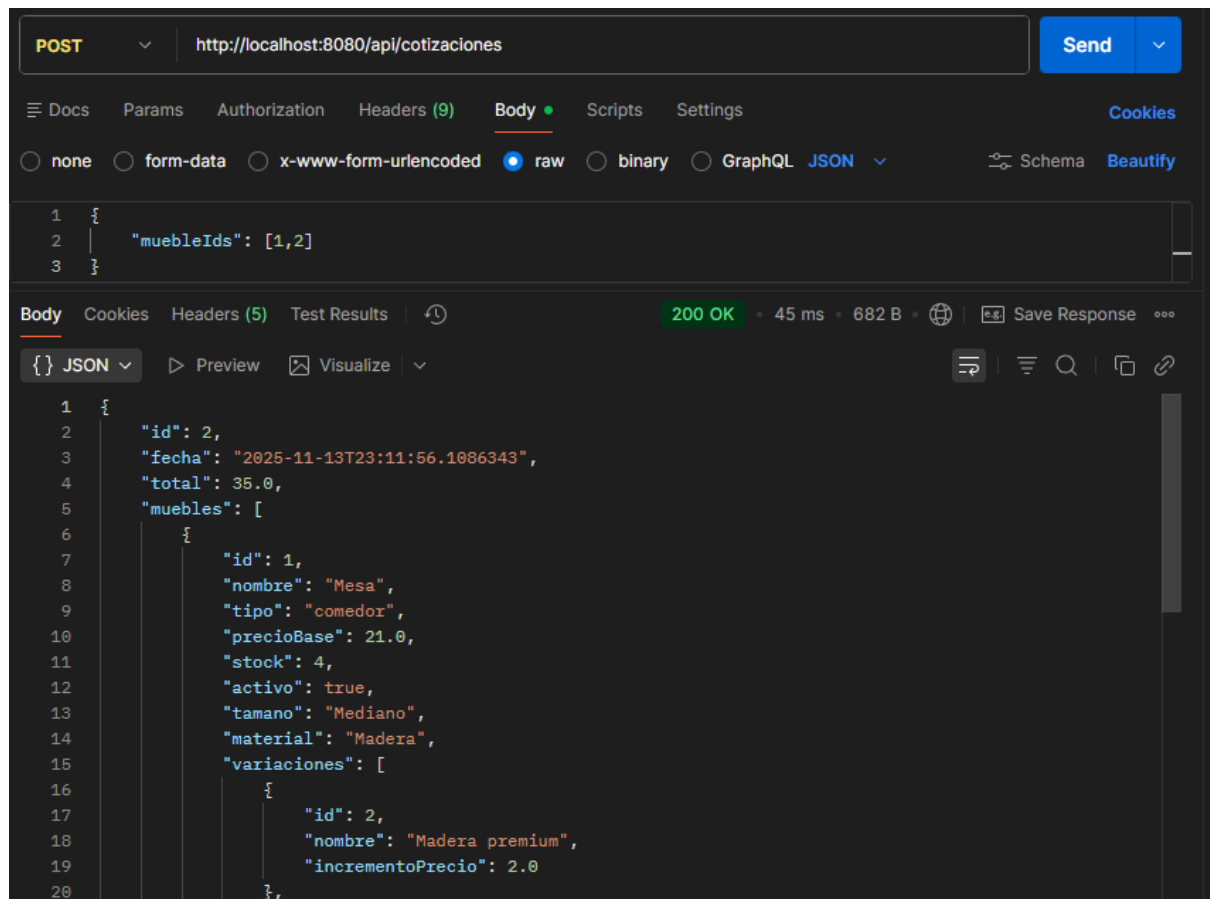 POST http://localhost:8080/api/cotizaciones Send
Docs Params Authorization Headers (9) Body Scripts Settings Cookies
none form-data x-www-form-urlencoded raw binary GraphQL JSON Schema Beautify
1 {
2 "muebleIds": [1,2]
3 }
Body Cookies Headers (5) Test Results 200 OK • 45 ms • 682 B • e.g. Save Response
{} JSON Preview Visualize
1 {
2 "id": 2,
3 "fecha": "2025-11-13T23:11:56.1086343",
4 "total": 35.0,
5 "muebles": [
6 {
7 "id": 1,
8 "nombre": "Mesa",
9 "tipo": "comedor",
10 "precioBase": 21.0,
11 "stock": 4,
12 "activo": true,
13 "tamano": "Mediano",
14 "material": "Madera",
15 "variaciones": [
16 {
17 "id": 2,
18 "nombre": "Madera premium",
19 "incrementoPrecio": 2.0
20 },